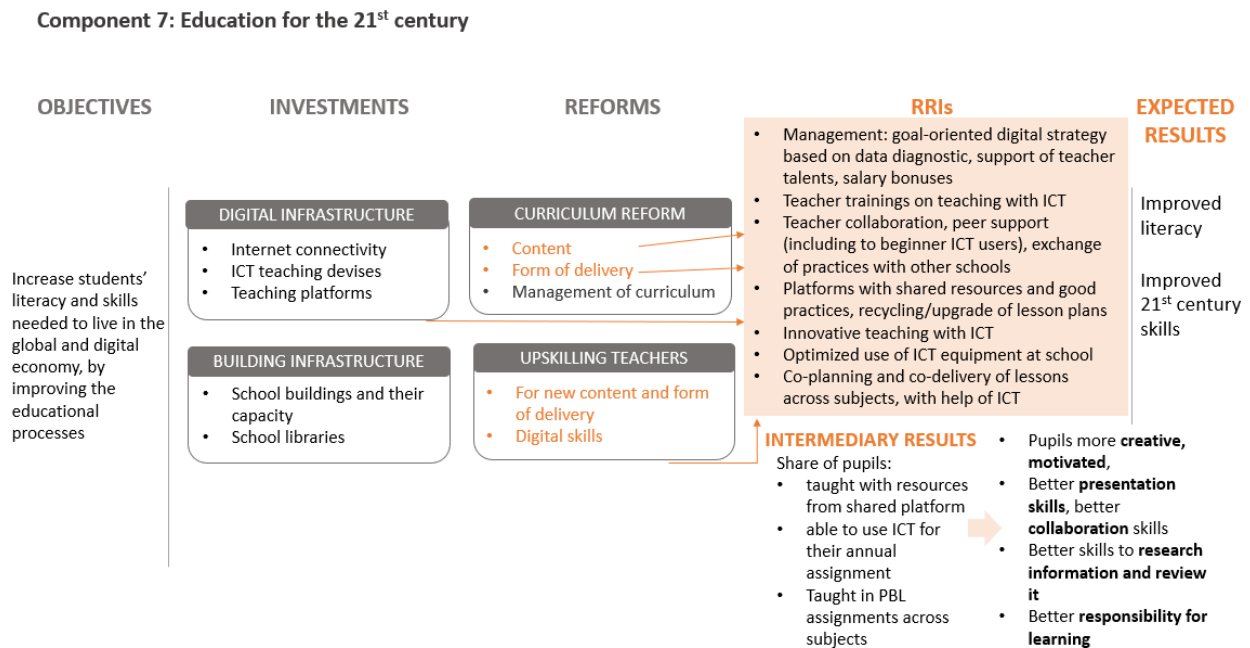 Component 7: Education for the 21st century
OBJECTIVES
INVESTMENTS
REFORMS
RRIs
EXPECTED
RESULTS
Increase students’
literacy and skills
needed to live in the
global and digital
economy, by
improving the
educational
processes
DIGITAL INFRASTRUCTURE
• Internet connectivity
• ICT teaching devises
• Teaching platforms
BUILDING INFRASTRUCTURE
• School buildings and their
capacity
• School libraries
CURRICULUM REFORM
• Content
• Form of delivery
• Management of curriculum
UPSKILLING TEACHERS
• For new content and form
of delivery
• Digital skills
• Management: goal-oriented digital strategy
based on data diagnostic, support of teacher
talents, salary bonuses
• Teacher trainings on teaching with ICT
• Teacher collaboration, peer support
(including to beginner ICT users), exchange
of practices with other schools
• Platforms with shared resources and good
practices, recycling/upgrade of lesson plans
• Innovative teaching with ICT
• Optimized use of ICT equipment at school
• Co-planning and co-delivery of lessons
across subjects, with help of ICT
Improved
literacy
Improved
21st century
skills
INTERMEDIARY RESULTS
Share of pupils:
• taught with resources
from shared platform
• able to use ICT for
their annual
assignment
• Taught in PBL
assignments across
subjects
• Pupils more creative,
motivated,
• Better presentation
skills, better
collaboration skills
• Better skills to research
information and review
it
• Better responsibility for
learning